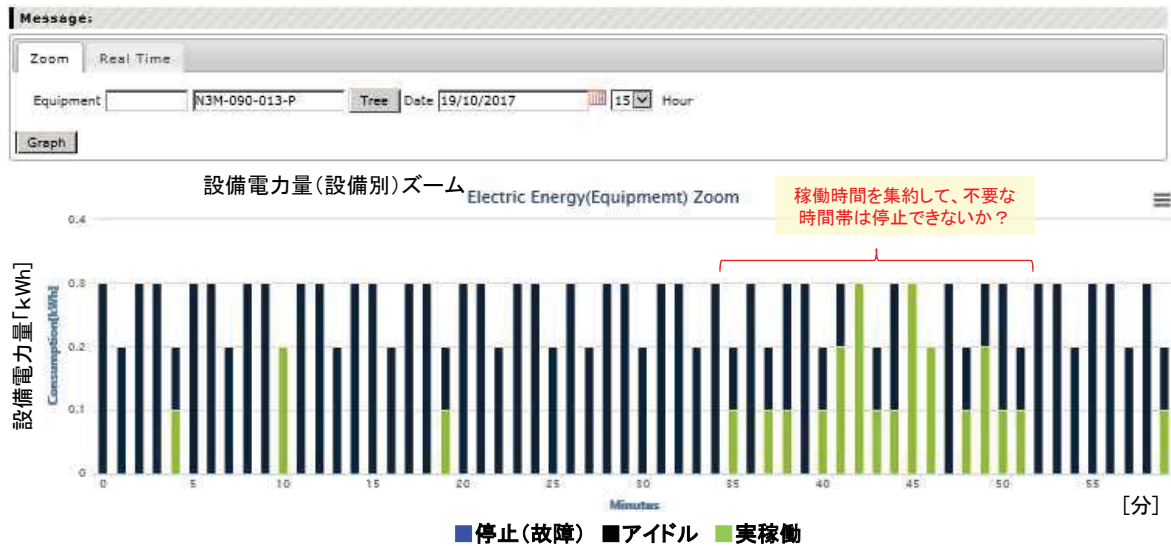 Message:
Zoom Real Time
Equipment N3M-090-013-P Tree Date 19/10/2017 15 Hour
Graph
設備電力量(設備別)ズーム
Electric Energy(Equipmemt) Zoom
稼働時間を集約して、不要な
時間帯は停止できないか？
設備電力量「kWh]
Consumption[kWh]
0.4
0.3
0.2
0.1
0
0 5 10 15 20 25 30 35 40 45 50 55
Minutes
[分]
■停止(故障) ■アイドル ■実稼働